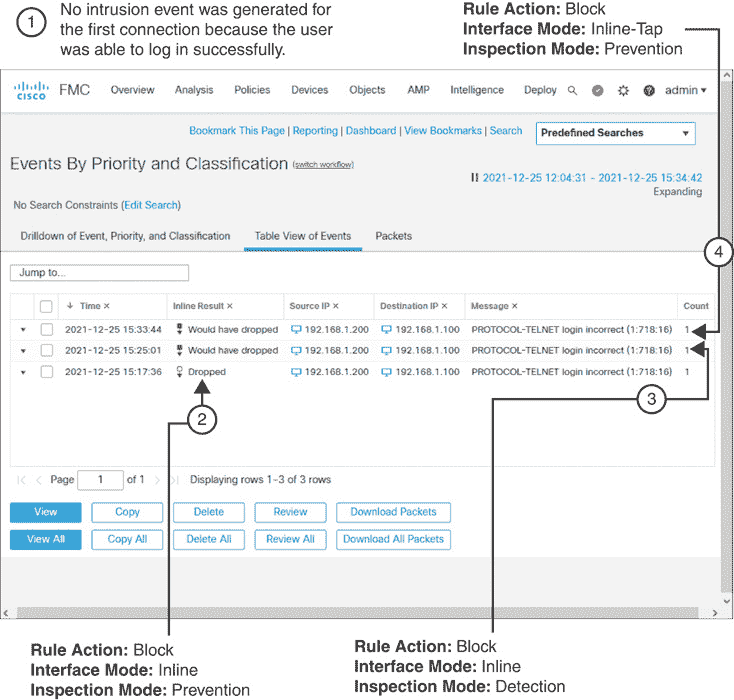 1
No intrusion event was generated for
the first connection because the user
was able to log in successfully.
Rule Action: Block
Interface Mode: Inline-Tap
Inspection Mode: Prevention
CISCO FMC Overview Analysis Policies Devices Objects AMP Intelligence Deploy admin
Bookmark This Page | Reporting | Dashboard | View Bookmarks | Search Predefined Searches
Events By Priority and Classification (switch workflow)
2021-12-25 12:04:31 - 2021-12-25 15:34:42
Expanding
No Search Constraints (Edit Search)
Drilldown of Event, Priority, and Classification Table View of Events Packets
4
Jump to...
Time × Inline Result × Source IP × Destination IP × Message × Count
2021-12-25 15:33:44 Would have dropped 192.168.1.200 192.168.1.100 PROTOCOL-TELNET login incorrect (1:718:16) 1
2021-12-25 15:25:01 Would have dropped 192.168.1.200 192.168.1.100 PROTOCOL-TELNET login incorrect (1:718:16) 1
2021-12-25 15:17:36 Dropped 192.168.1.200 192.168.1.100 PROTOCOL-TELNET login incorrect (1:718:16) 1
3
2
Page 1 of 1 Displaying rows 1–3 of 3 rows
View Copy Delete Review Download Packets
View All Copy All Delete All Review All Download All Packets
Rule Action: Block
Interface Mode: Inline
Inspection Mode: Prevention
Rule Action: Block
Interface Mode: Inline
Inspection Mode: Detection